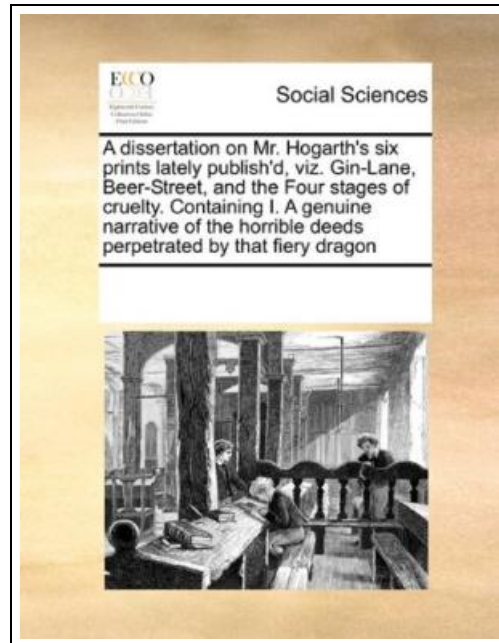 ECCO
Social Sciences
A dissertation on Mr. Hogarth's six
prints lately publish'd, viz. Gin-Lane,
Beer-Street, and the Four stages of
cruelty. Containing I. A genuine
narrative of the horrible deeds
perpetrated by that fiery dragon